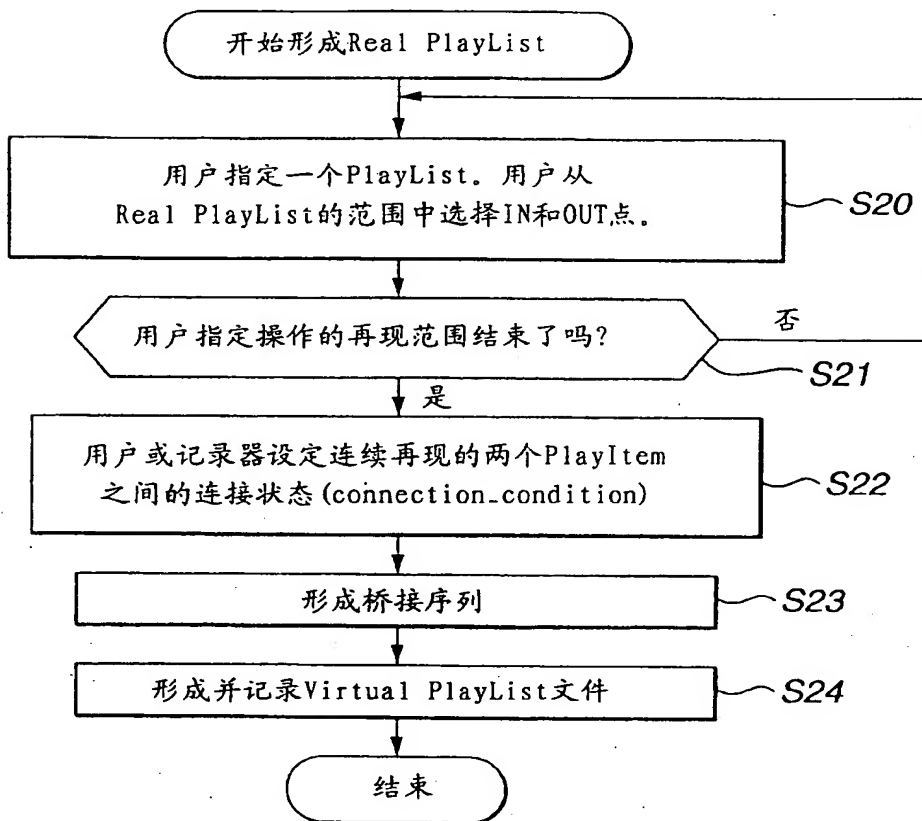 开始形成Real PlayList
用户指定一个PlayList。用户从
Real PlayList的范围中选择IN和OUT点。
S20
用户指定操作的再现范围结束了吗?
否
S21
是
用户或记录器设定连续再现的两个PlayItem
之间的连接状态(connection_condition)
S22
形成桥接序列
S23
形成并记录Virtual PlayList文件
S24
结束